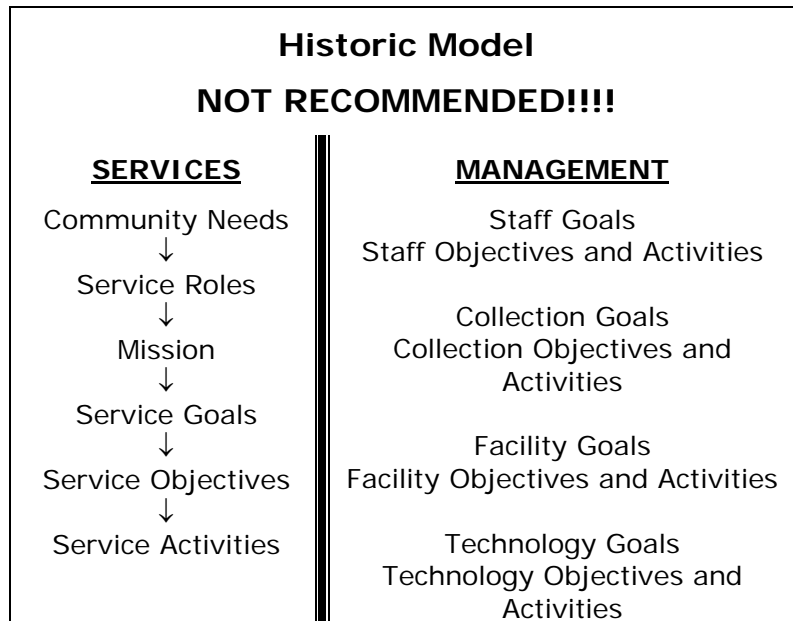 Historic Model
NOT RECOMMENDED!!!!
SERVICES
Community Needs
↓
Service Roles
↓
Mission
↓
Service Goals
↓
Service Objectives
↓
Service Activities
MANAGEMENT
Staff Goals
Staff Objectives and Activities
Collection Goals
Collection Objectives and
Activities
Facility Goals
Facility Objectives and Activities
Technology Goals
Technology Objectives and
Activities